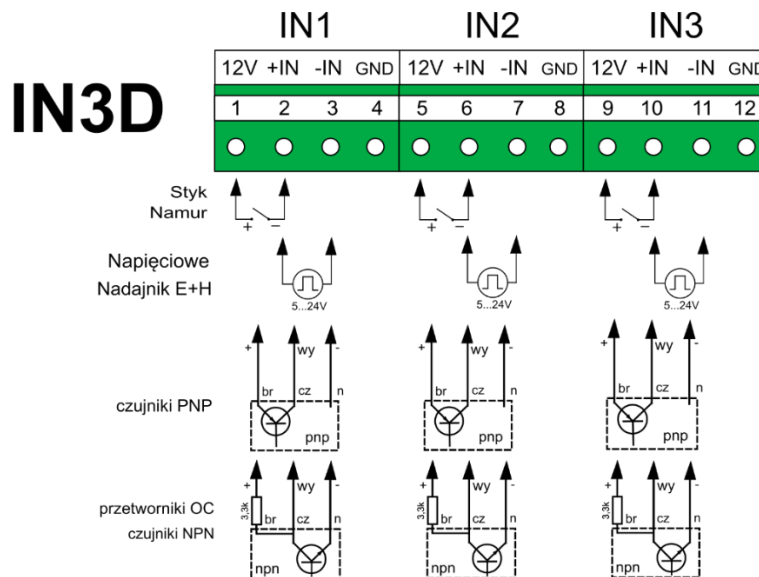 IN1 IN2 IN3
12V +IN -IN GND 12V +IN -IN GND 12V +IN -IN GND
IN3D
1 2 3 4 5 6 7 8 9 10 11 12
Styk
Namur
+ − + − + −
Napięciowe
Nadajnik E+H
5...24V 5...24V 5...24V
+ wy - + wy - + wy -
br cz n br cz n br cz n
czujniki PNP
pnp pnp pnp
+ wy - + wy - + wy -
przetworniki OC
3,3k br cz n 3,3k br cz n 3,3k br cz n
czujniki NPN
npn npn npn